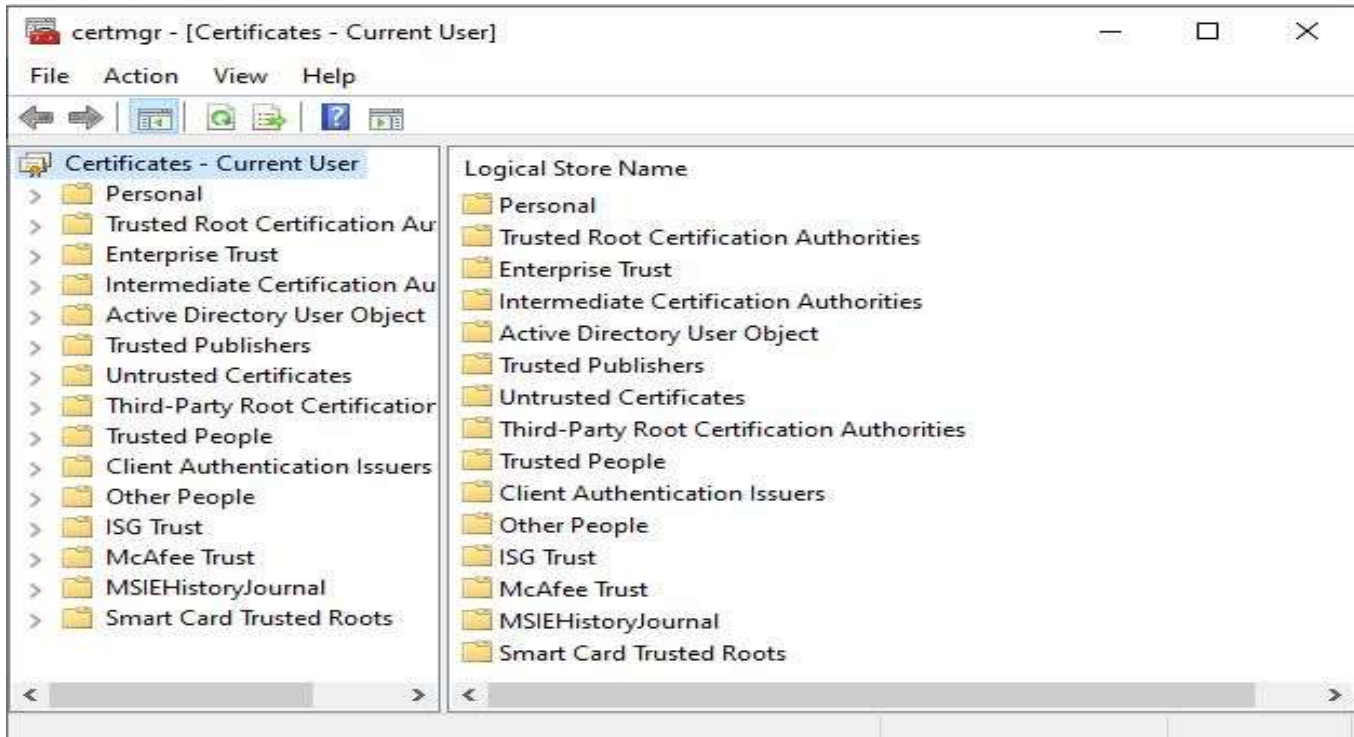 certmgr - [Certificates - Current User]
File Action View Help
Certificates - Current User
Personal
Trusted Root Certification Au
Enterprise Trust
Intermediate Certification Au
Active Directory User Object
Trusted Publishers
Untrusted Certificates
Third-Party Root Certification
Trusted People
Client Authentication Issuers
Other People
ISG Trust
McAfee Trust
MSIEHistoryJournal
Smart Card Trusted Roots
Logical Store Name
Personal
Trusted Root Certification Authorities
Enterprise Trust
Intermediate Certification Authorities
Active Directory User Object
Trusted Publishers
Untrusted Certificates
Third-Party Root Certification Authorities
Trusted People
Client Authentication Issuers
Other People
ISG Trust
McAfee Trust
MSIEHistoryJournal
Smart Card Trusted Roots